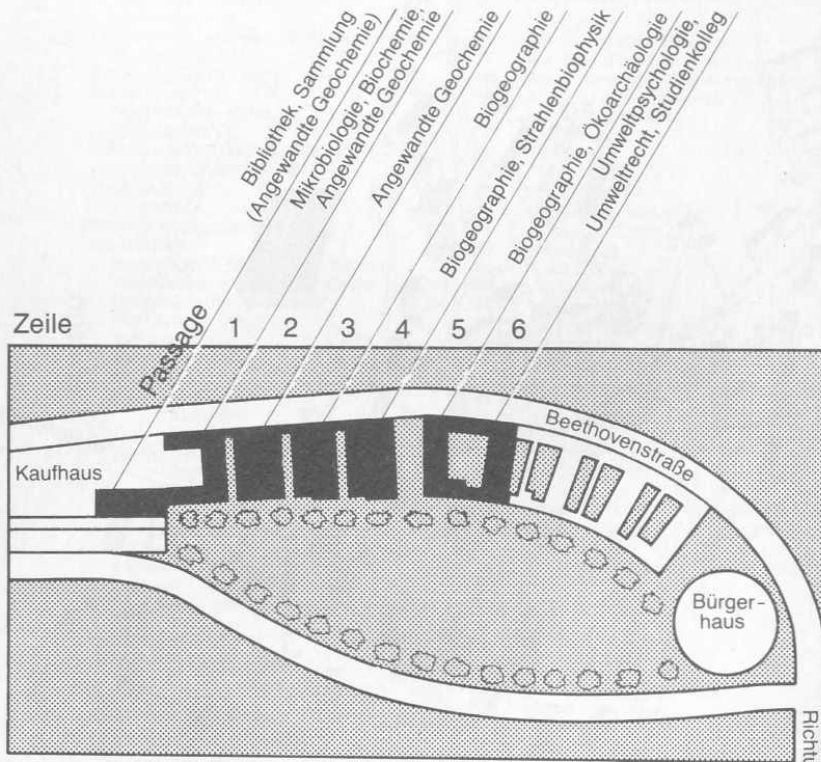 Bibliothek, Sammlung
(Angewandte Geochemie)
Mikrobiologie, Biochemie,
Angewandte Geochemie
Angewandte Geochemie
Biogeographie
Biogeographie, Strahlenbiophysik
Biogeographie, Ökoarchäologie
Umweltpsychologie,
Umweltrecht, Studienkolleg
Zeile
Passage
1
2
3
4
5
6
Beethovenstraße
Kaufhaus
Bürger-
haus